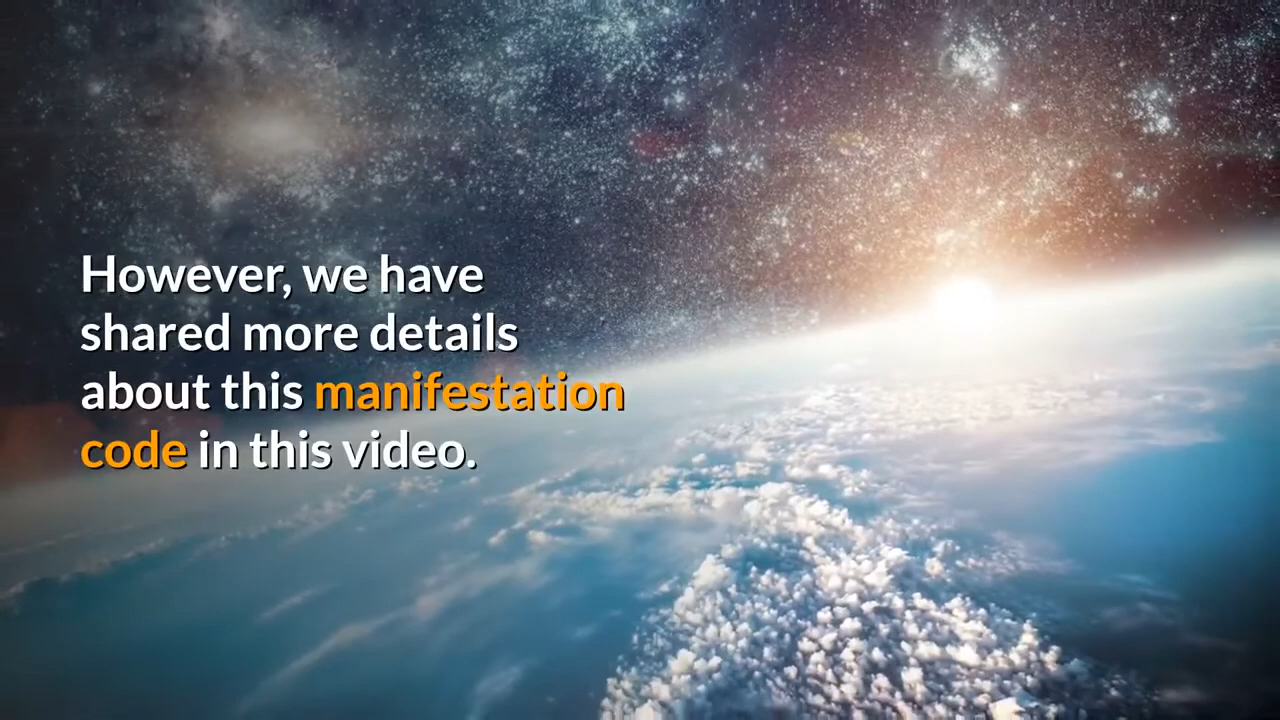 However, we have
shared more details
about this manifestation
code in this video.